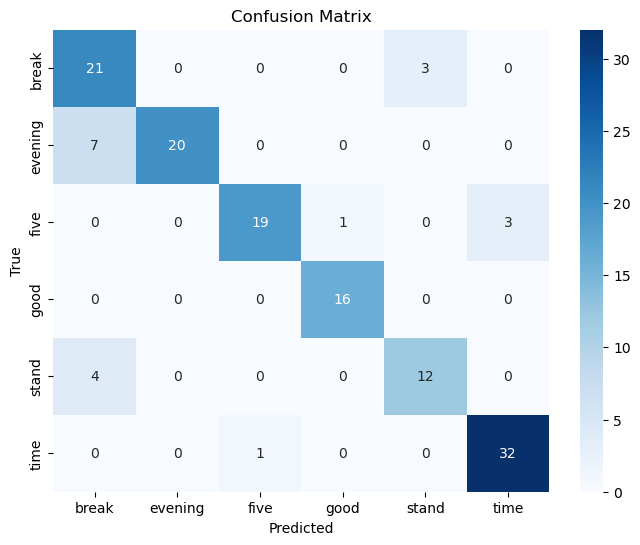 Confusion Matrix
True
break 21 0 0 0 3 0
evening 7 20 0 0 0 0
five 0 0 19 1 0 3
good 0 0 0 16 0 0
stand 4 0 0 0 12 0
time 0 0 1 0 0 32
break evening five good stand time
Predicted
30
25
20
15
10
5
0